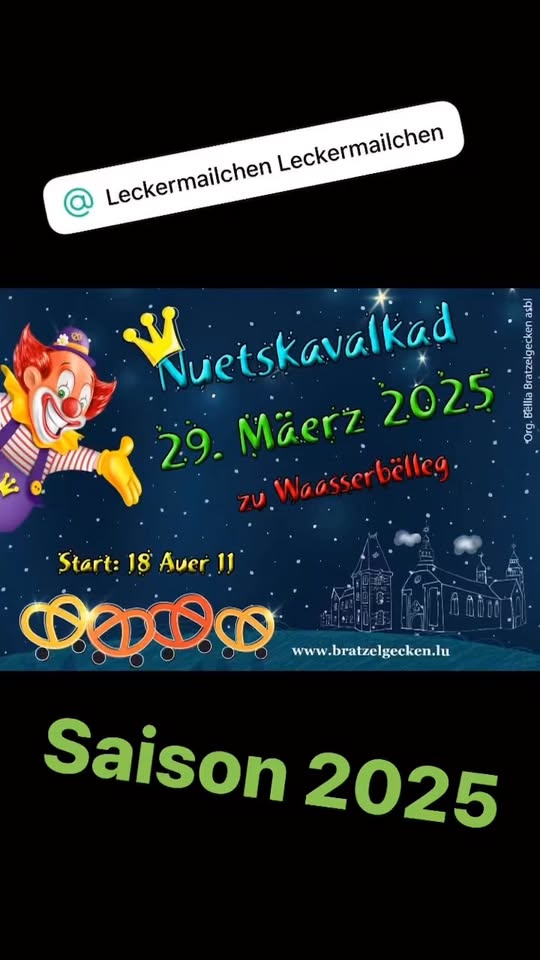 @ Leckermailchen Leckermailchen
Nuetskavalkad
29. Mäerz 2025
zu Waasserbëlleg
Org. Bellia Bratzelgecken asbl
Start: 18 Auer 11
www.bratzelgecken.lu
Saison 2025